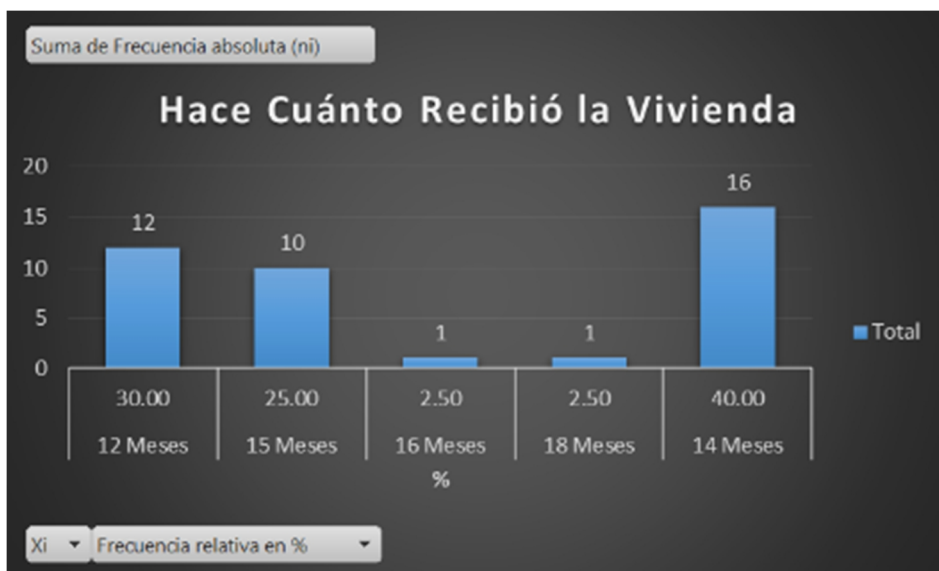 Suma de Frecuencia absoluta (ni)
Hace Cuánto Recibió la Vivienda
20
15
10
5
0
12
10
1
1
16
Total
30.00 25.00 2.50 2.50 40.00
12 Meses 15 Meses 16 Meses 18 Meses 14 Meses
%
Xi Frecuencia relativa en %